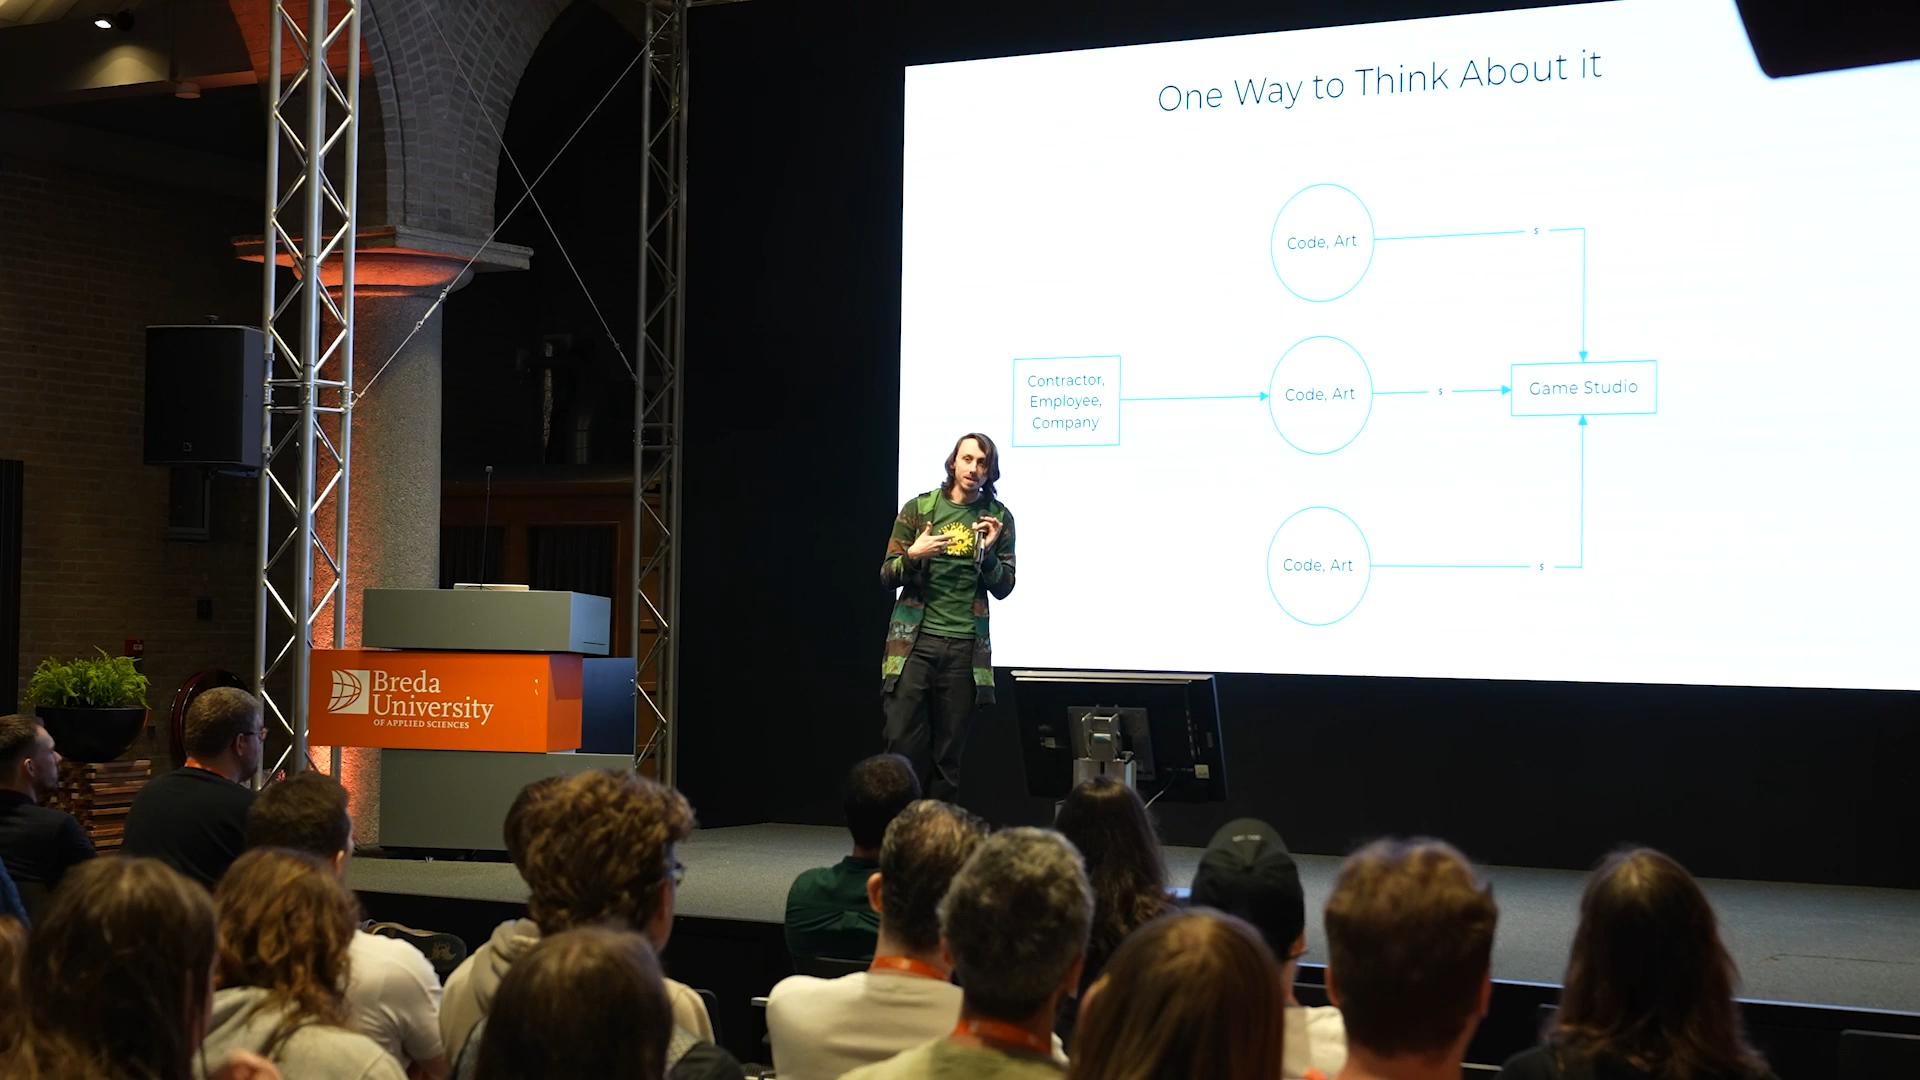 One Way to Think About it
Code, Art
s
Contractor,
Employee,
Company
Code, Art
s
Game Studio
Code, Art
s
Breda
University
OF APPLIED SCIENCES